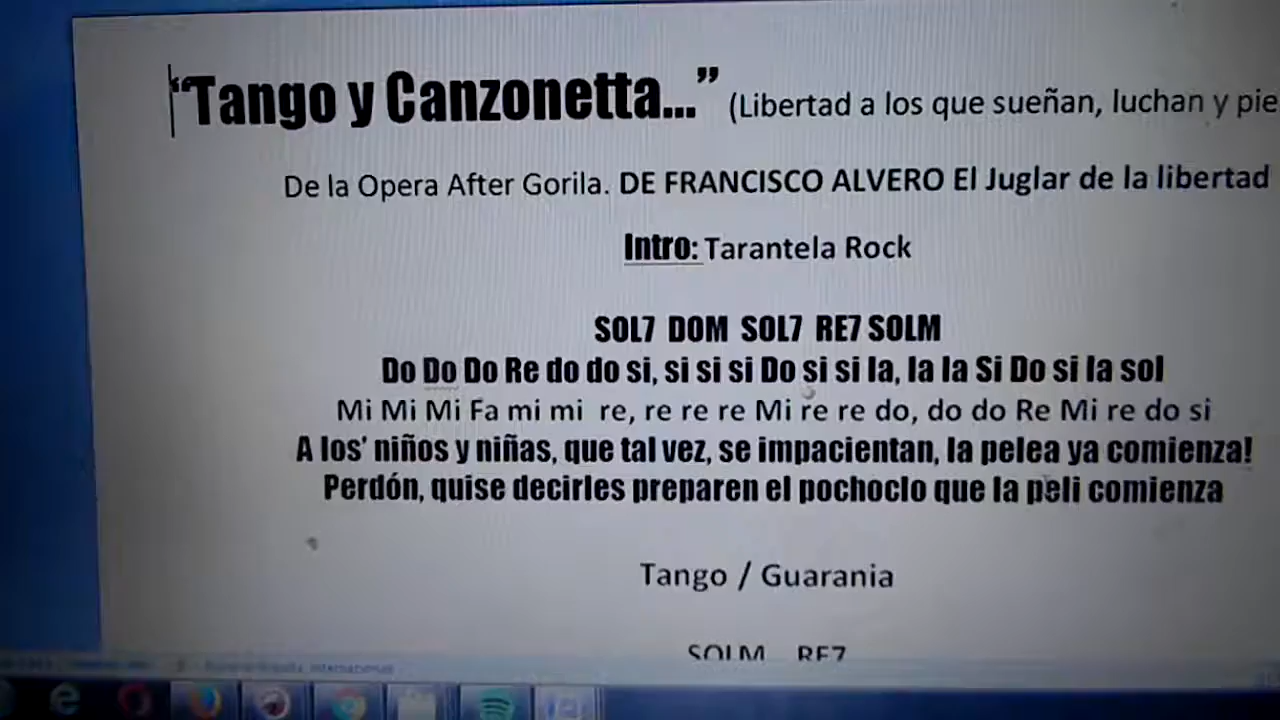 “Tango y Canzonetta...” (Libertad a los que sueñan, luchan y pie
De la Opera After Gorila. DE FRANCISCO ALVERO El Juglar de la libertad
Intro: Tarantela Rock
SOL7 DOM SOL7 RE7 SOLM
Do Do Do Re do do si, si si si Do si si la, la la Si Do si la sol
Mi Mi Mi Fa mi mi re, re re re Mi re re do, do do Re Mi re do si
A los’ niños y niñas, que tal vez, se impacientan, la pelea ya comienza!
Perdón, quise decirles preparen el pochoclo que la peli comienza
Tango / Guarania
SOLM RE7